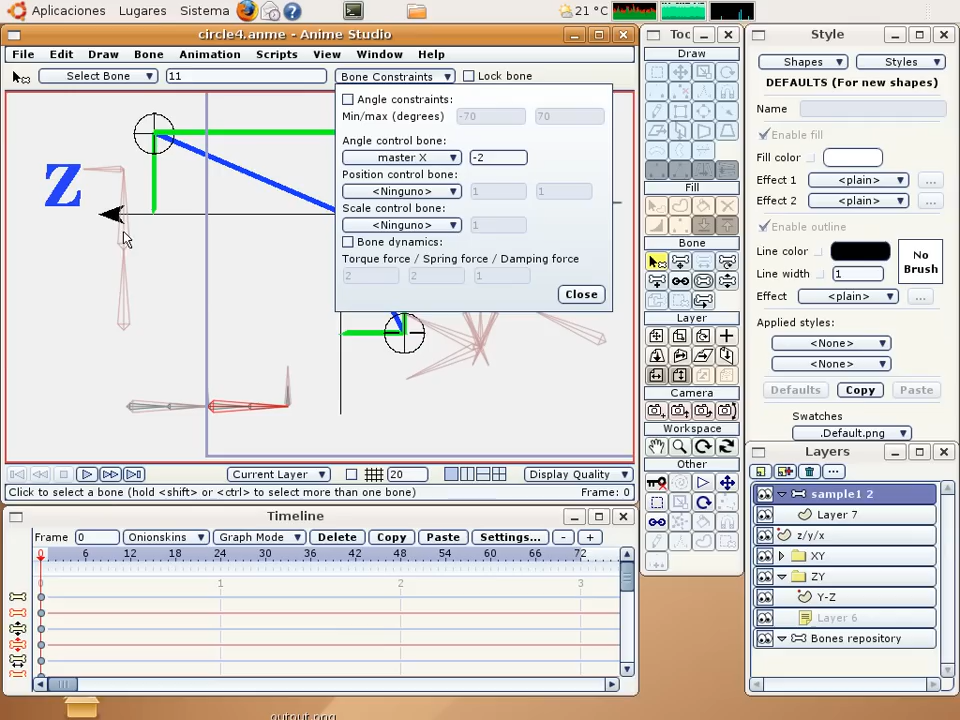 Aplicaciones Lugares Sistema 21 °C
circle4.anme - Anime Studio
File Edit Draw Bone Animation Scripts View Window Help
Select Bone 11 Bone Constraints Lock bone
Angle constraints:
Min/max (degrees) -70 70
Angle control bone:
master X -2
Position control bone:
<Ninguno> 1 1
Scale control bone:
<Ninguno> 1
Bone dynamics:
Torque force / Spring force / Damping force
2 2 1
Close
Z
Current Layer 20 Display Quality
Click to select a bone (hold <shift> or <ctrl> to select more than one bone) Frame: 0
Timeline
Frame 0 Onionskins Graph Mode Delete Copy Paste Settings... - +
0 6 12 18 24 30 36 42 48 54 60 66 72
0 1 2 3
Toc
Draw
Fill
Bone
Layer
Camera
Workspace
Other
Style
Shapes Styles
DEFAULTS (For new shapes)
Name
Enable fill
Fill color
Effect 1 <plain> ...
Effect 2 <plain> ...
Enable outline
Line color
Line width 1
No Brush
Effect <plain> ...
Applied styles:
<None>
<None>
Defaults Copy Paste
Swatches
.Default.png
Layers
sample1 2
Layer 7
z/y/x
XY
ZY
Y-Z
Layer 6
Bones repository
output.png